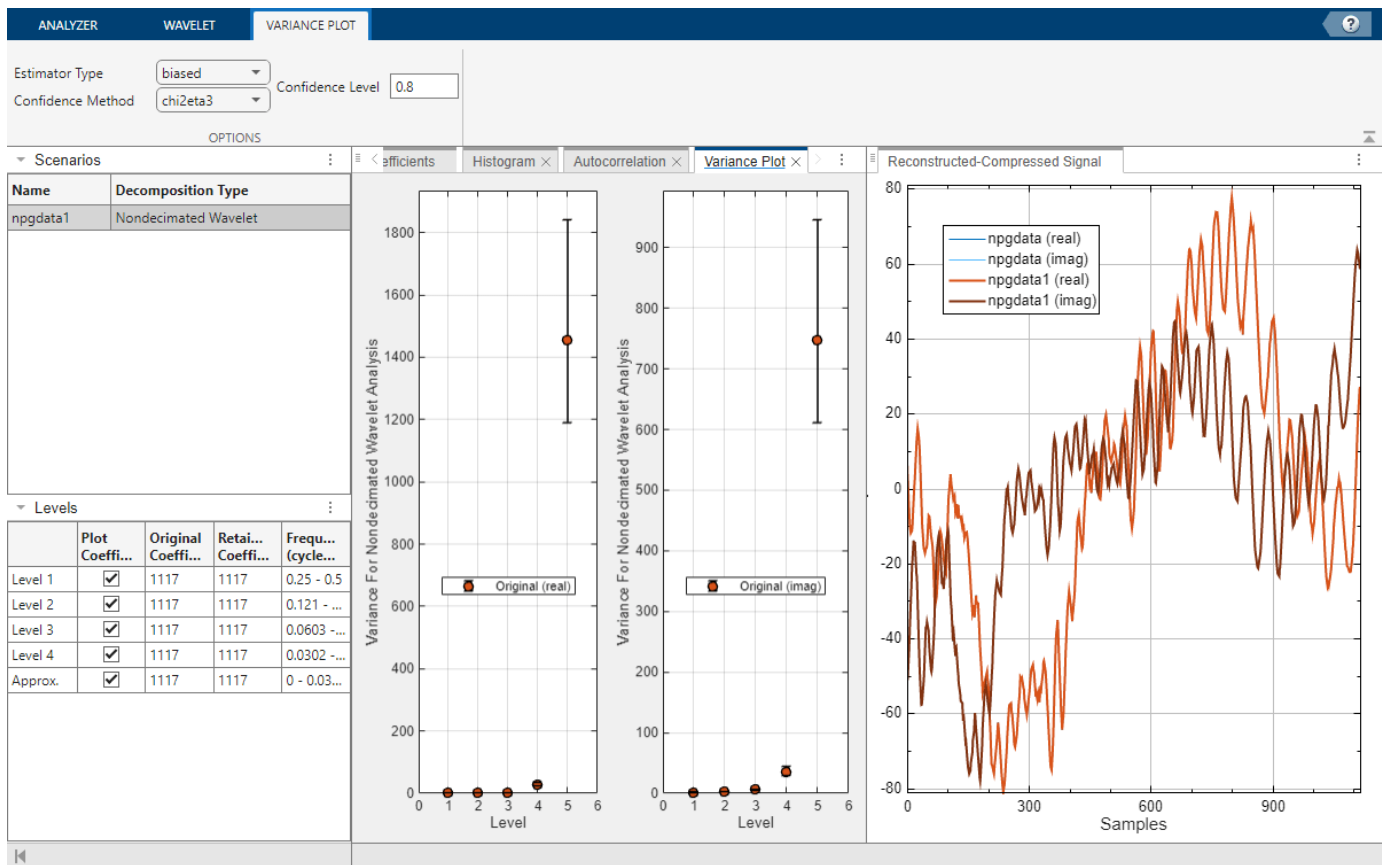 ANALYZER WAVELET VARIANCE PLOT ?
Estimator Type biased
Confidence Method chi2eta3
Confidence Level 0.8
OPTIONS
Scenarios
Name Decomposition Type
npgdata1 Nondecimated Wavelet
Levels
Plot Coeffi... Original Coeffi... Retai... Coeffi... Frequ... (cycle...
Level 1 1117 1117 0.25 - 0.5
Level 2 1117 1117 0.121 - ...
Level 3 1117 1117 0.0603 -...
Level 4 1117 1117 0.0302 -...
Approx. 1117 1117 0 - 0.03...
efficients Histogram Autocorrelation Variance Plot
Variance For Nondecimated Wavelet Analysis
1800
1600
1400
1200
1000
800
600
400
200
0
Original (real)
0 1 2 3 4 5 6
Level
Variance For Nondecimated Wavelet Analysis
900
800
700
600
500
400
300
200
100
0
Original (imag)
0 1 2 3 4 5 6
Level
Reconstructed-Compressed Signal
80
60
40
20
0
-20
-40
-60
-80
npgdata (real)
npgdata (imag)
npgdata1 (real)
npgdata1 (imag)
0 300 600 900
Samples